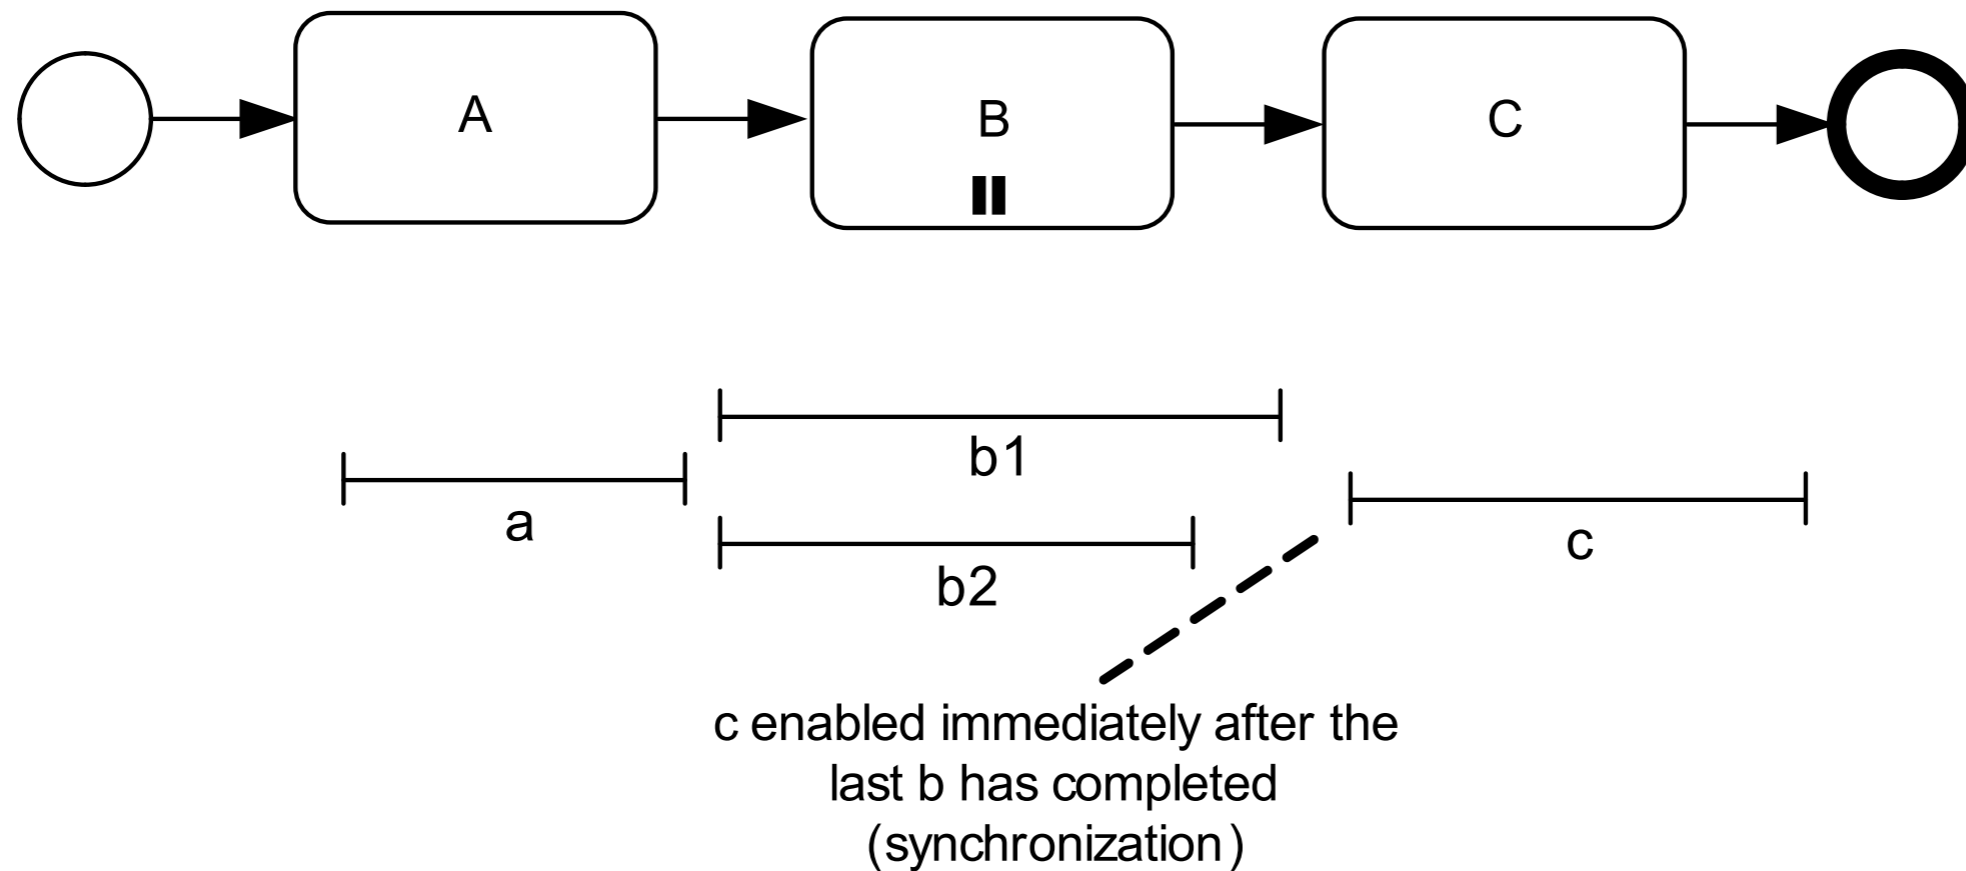 A
B
C
b1
a
b2
c
c enabled immediately after the
last b has completed
(synchronization)